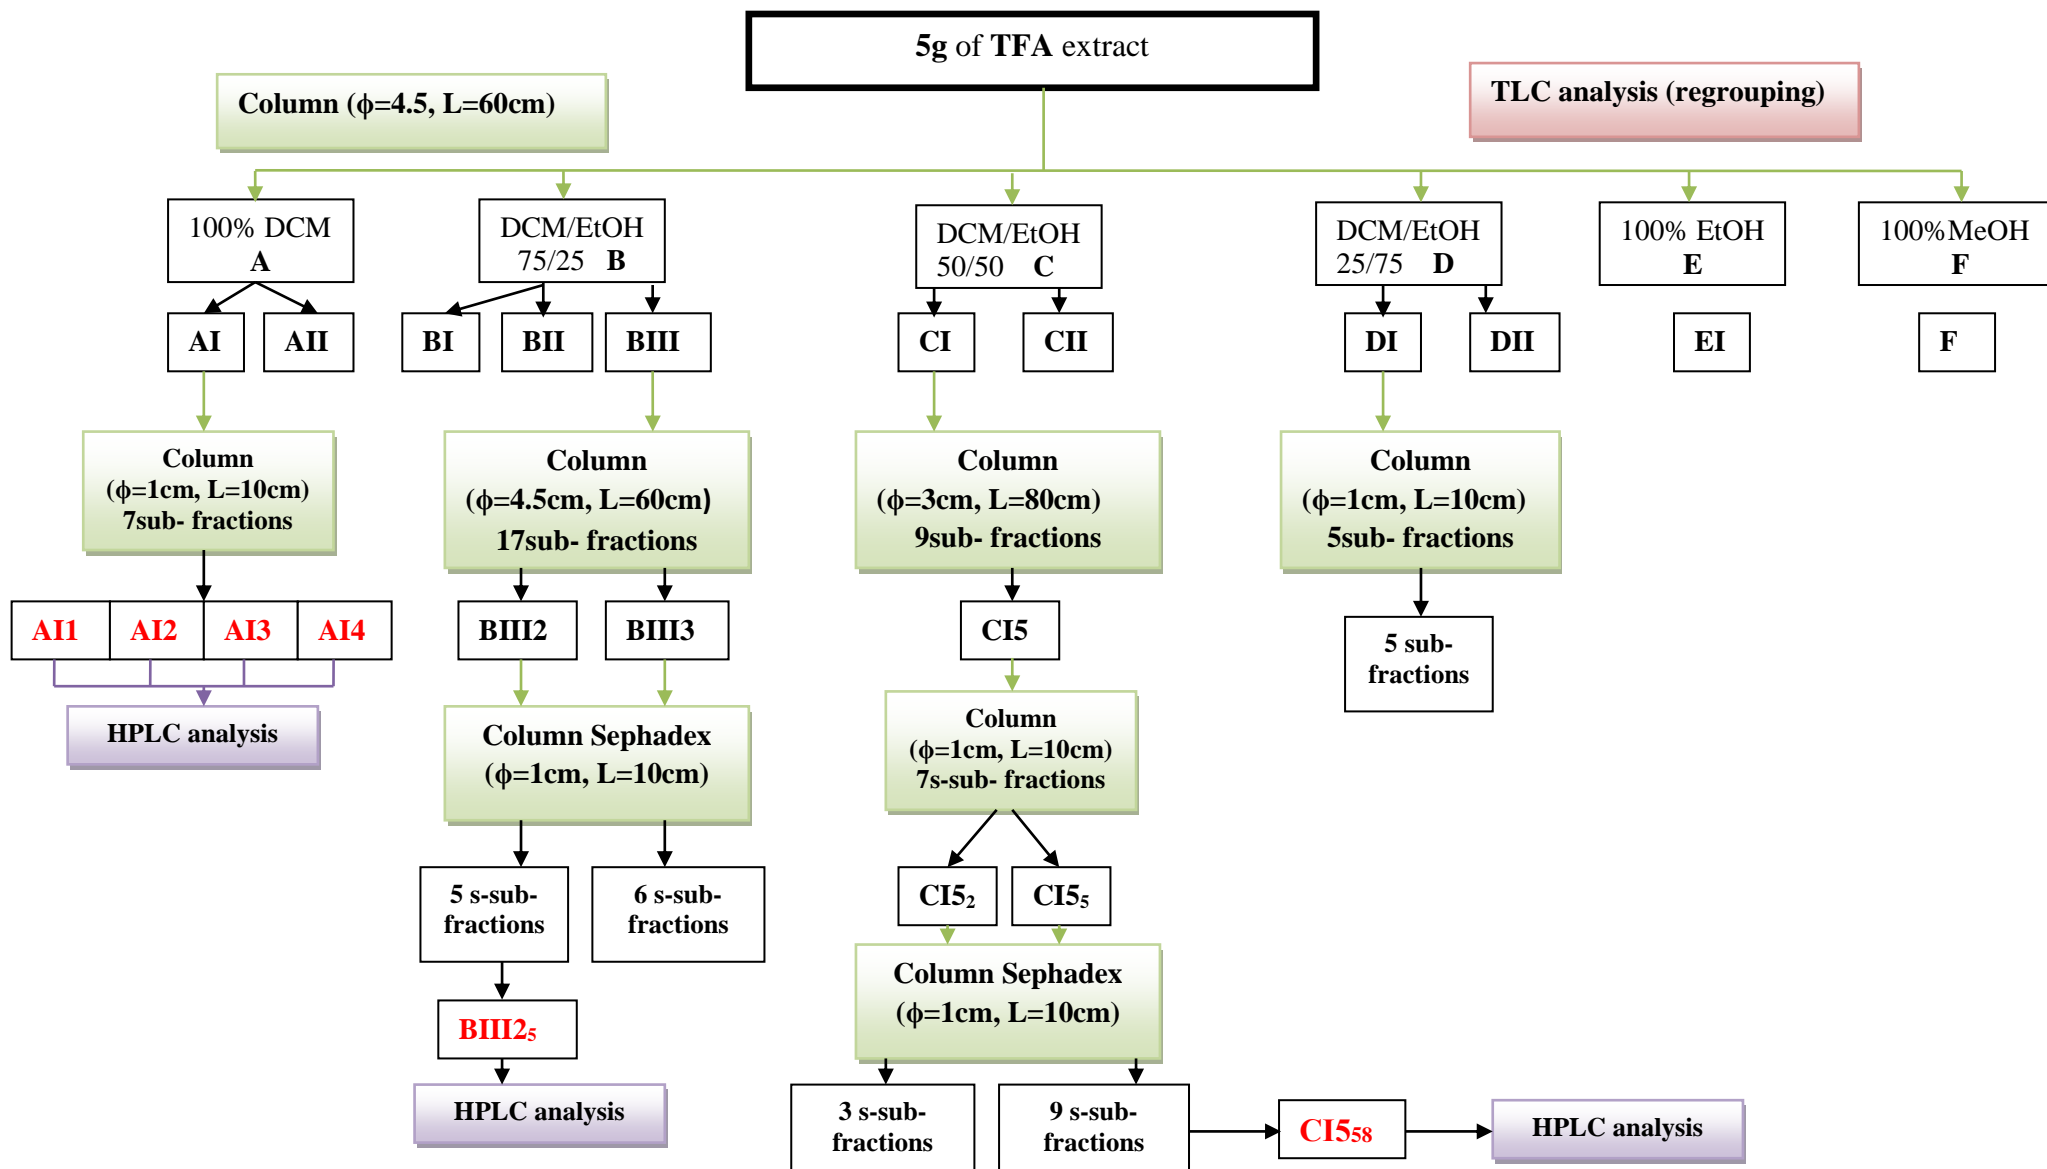 5g of TFA extract
Column (ϕ=4.5, L=60cm)
TLC analysis (regrouping)
100% DCM
A
DCM/EtOH
75/25 B
DCM/EtOH
50/50 C
DCM/EtOH
25/75 D
100% EtOH
E
100%MeOH
F
AI
AII
BI
BII
BIII
CI
CII
DI
DII
EI
F
Column
(ϕ=1cm, L=10cm)
7sub- fractions
Column
(ϕ=4.5cm, L=60cm)
17sub- fractions
Column
(ϕ=3cm, L=80cm)
9sub- fractions
Column
(ϕ=1cm, L=10cm)
5sub- fractions
AI1
AI2
AI3
AI4
BIII2
BIII3
CI5
5 sub-
fractions
HPLC analysis
Column Sephadex
(ϕ=1cm, L=10cm)
Column
(ϕ=1cm, L=10cm)
7s-sub- fractions
5 s-sub-
fractions
6 s-sub-
fractions
CI5₂
CI5₅
Column Sephadex
(ϕ=1cm, L=10cm)
BIII2₅
HPLC analysis
3 s-sub-
fractions
9 s-sub-
fractions
CI5₅₈
HPLC analysis